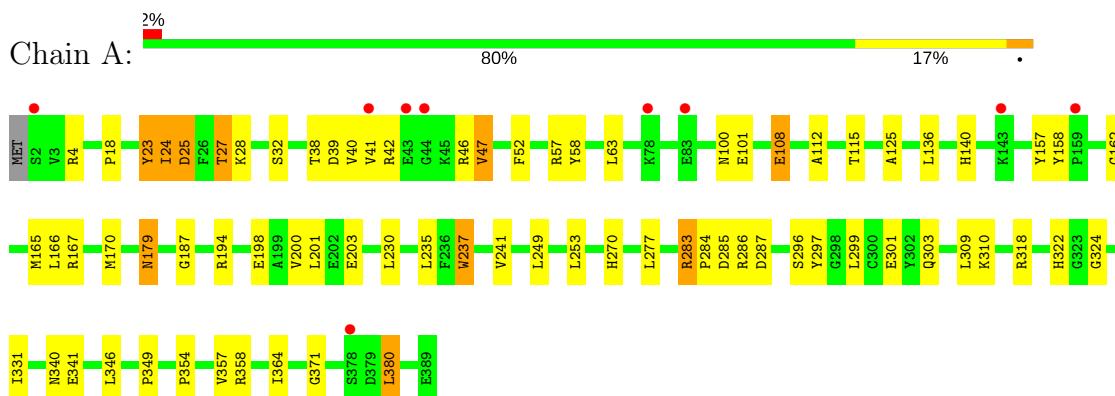 2%
Chain A:
80% 17% •
MET S2 V3 R4 P18 Y23 I24 D25 F26 T27 K28 S32 T38 D39 V40 V41 R42 E43 G44 K45 R46 V47 F52 R57 Y58 L63 K78 E83 N100 E101 E108 A112 T115 A125 L136 H140 K143 Y157 Y158 P159
M165 L166 R167 M170 N179 G187 R194 E198 A199 V200 L201 E202 E203 L230 L235 F236 W237 V241 L249 L253 H270 L277 R283 P284 D285 R286 D287 S296 Y297 G298 L299 C300 E301 Y302 Q303 L309 K310 R318 H322 G323 G324
I331 N340 E341 L346 P349 P354 V357 R358 I364 G371 S378 D379 L380 E389